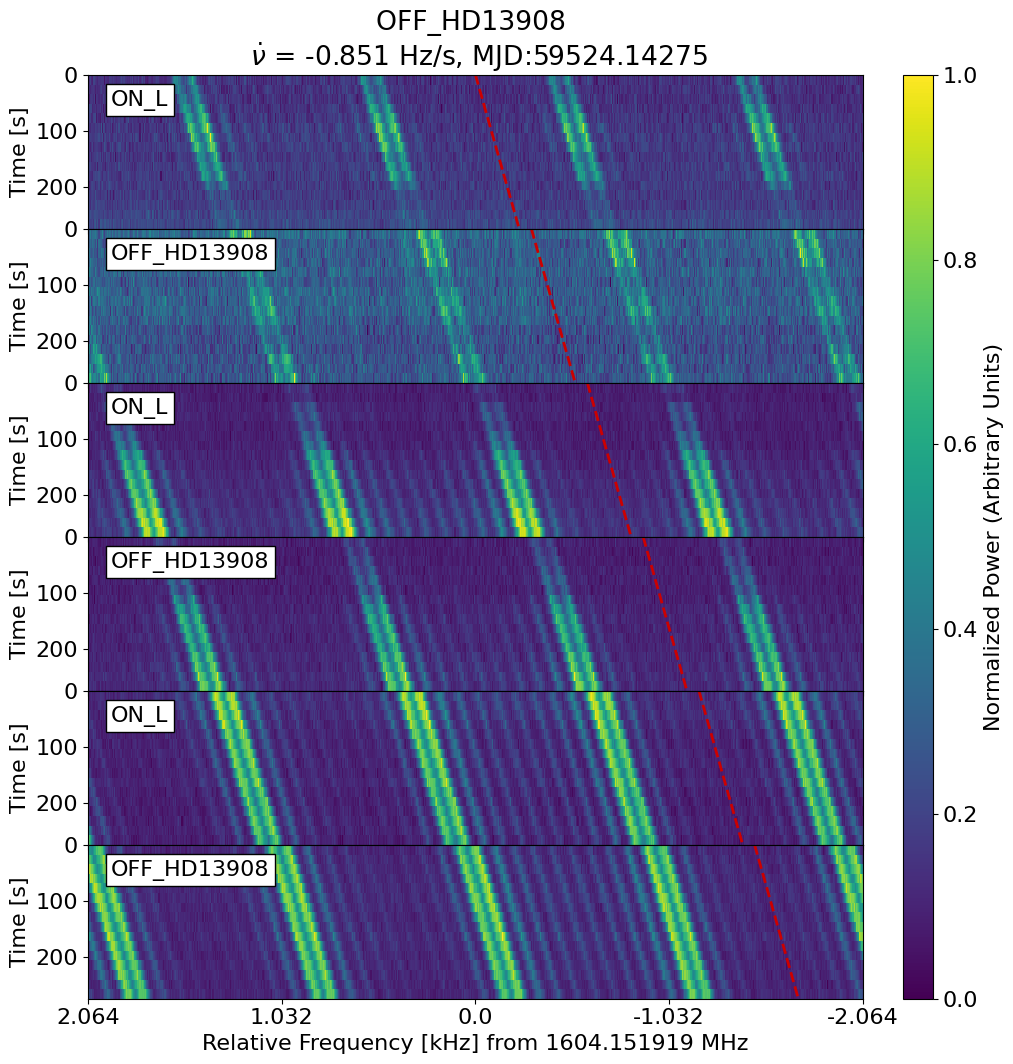 OFF_HD13908
ν̇ = -0.851 Hz/s, MJD:59524.14275
0
100
200
Time [s]
ON_L
0
100
200
Time [s]
OFF_HD13908
0
100
200
Time [s]
ON_L
0
100
200
Time [s]
OFF_HD13908
0
100
200
Time [s]
ON_L
0
100
200
Time [s]
OFF_HD13908
2.064 1.032 0.0 -1.032 -2.064
Relative Frequency [kHz] from 1604.151919 MHz
1.0
0.8
0.6
0.4
0.2
0.0
Normalized Power (Arbitrary Units)